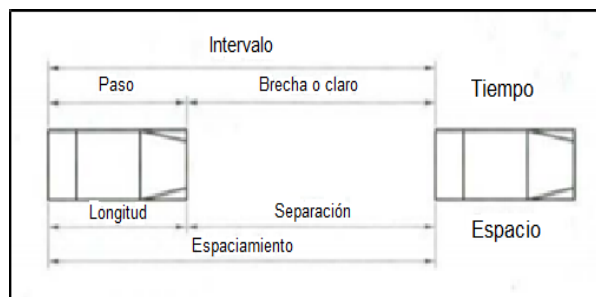 Intervalo
Paso
Brecha o claro
Tiempo
Longitud
Separación
Espacio
Espaciamiento